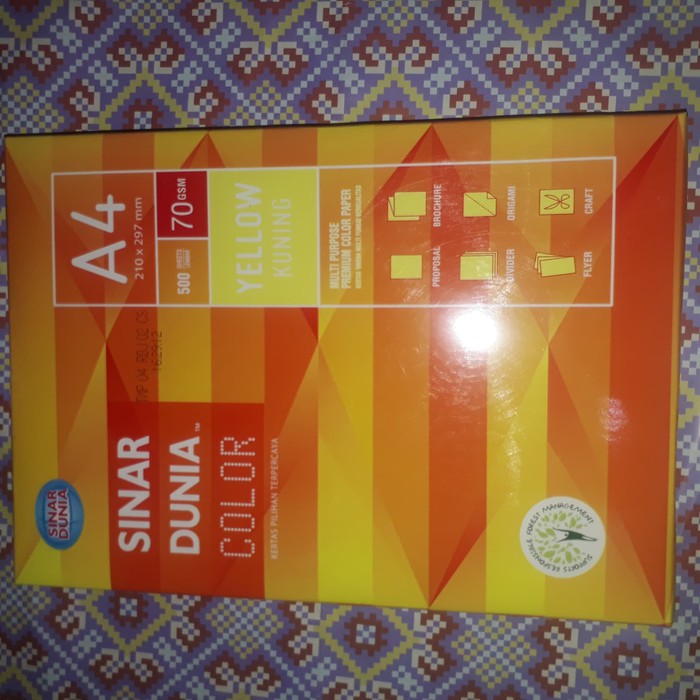 SINAR
DUNIA
SINAR
DUNIA™
COLOR
KERTAS PILIHAN TERPERCAYA
A4
210 x 297 mm
500
70 GSM
YELLOW
KUNING
MULTI PURPOSE
PREMIUM COLOR PAPER
PROPOSAL
BROCHURE
DIVIDER
ORIGAMI
FLYER
CRAFT
SUPPORTS RESPONSIBLE FOREST MANAGEMENT